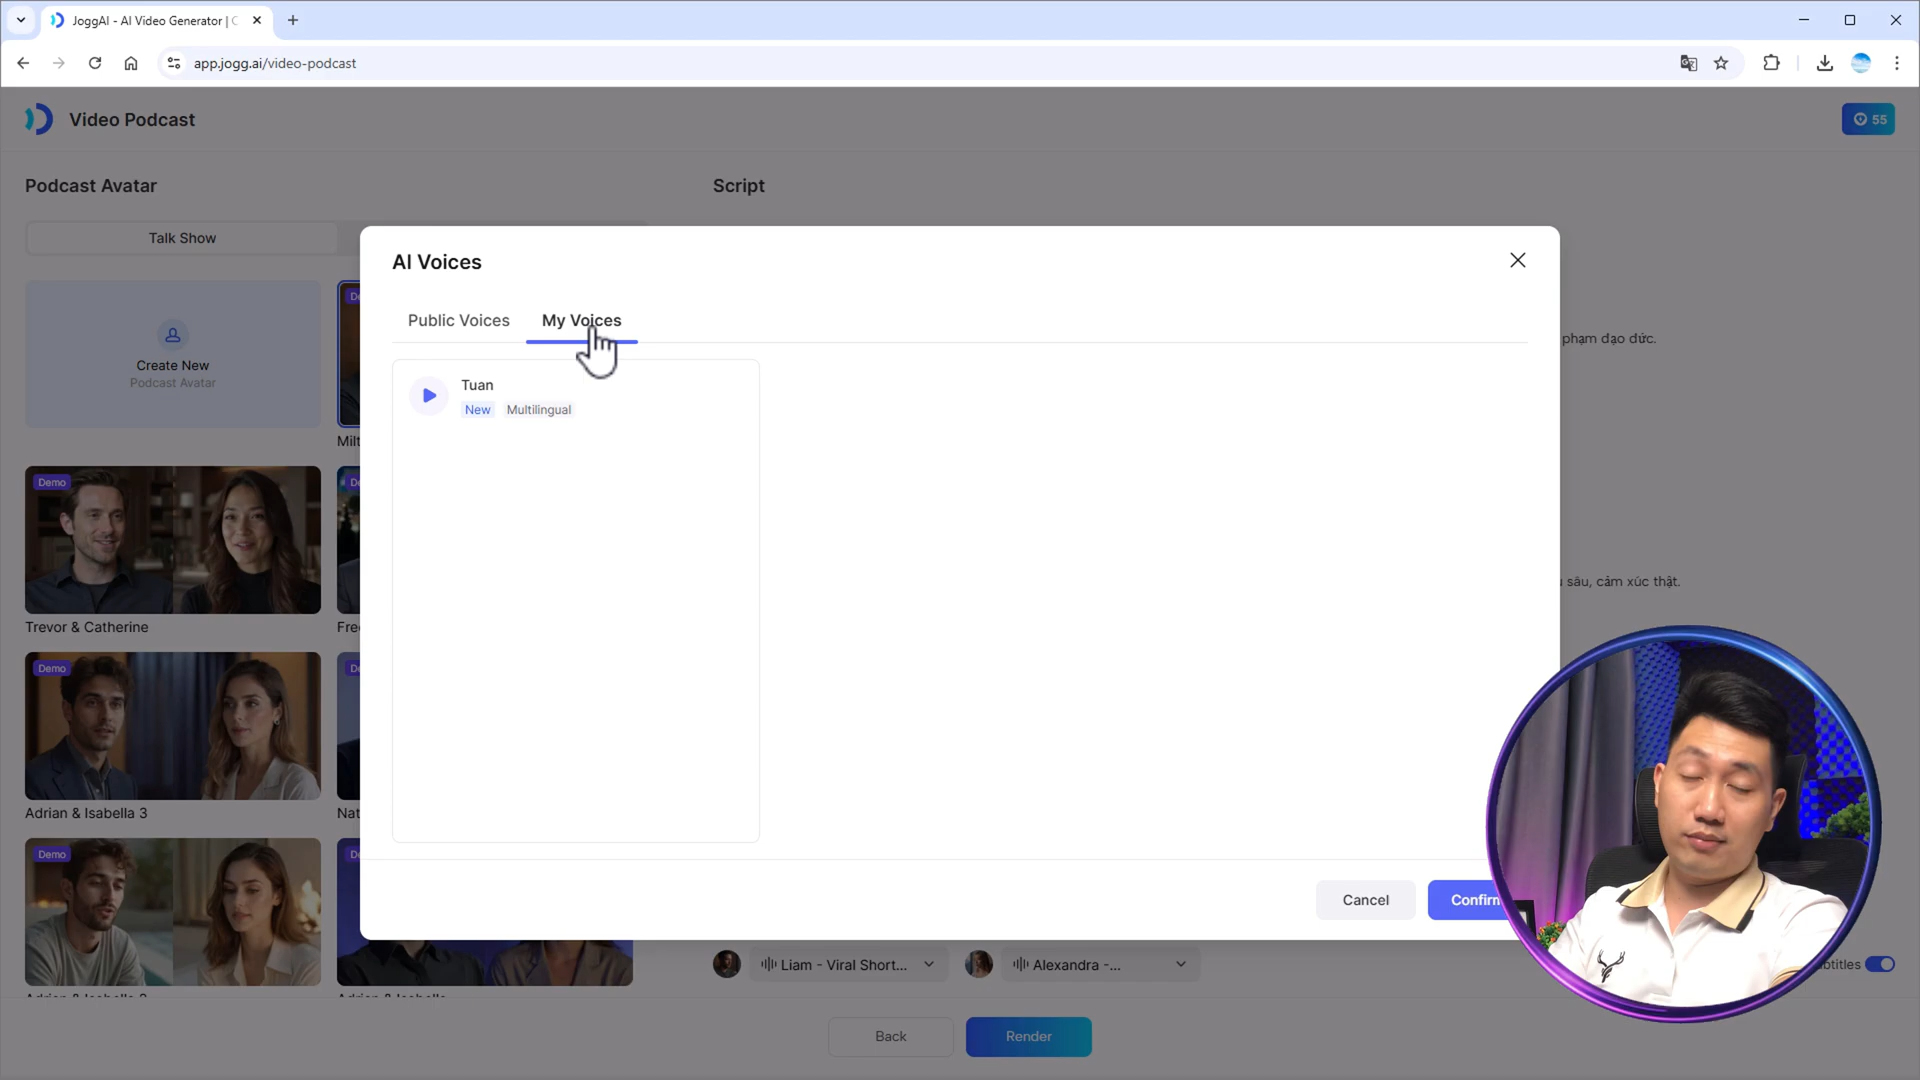 JoggAI - AI Video Generator |
app.jogg.ai/video-podcast
Video Podcast
55
Podcast Avatar
Script
Talk Show
AI Voices
Public Voices
My Voices
phạm đạo đức.
Create New
Podcast Avatar
Tuan
New
Multilingual
Demo
sâu, cảm xúc thật.
Trevor & Catherine
Demo
Adrian & Isabella 3
Demo
Cancel
Liam - Viral Short...
Alexandra -...
Adrian & Isabella
Back
Render